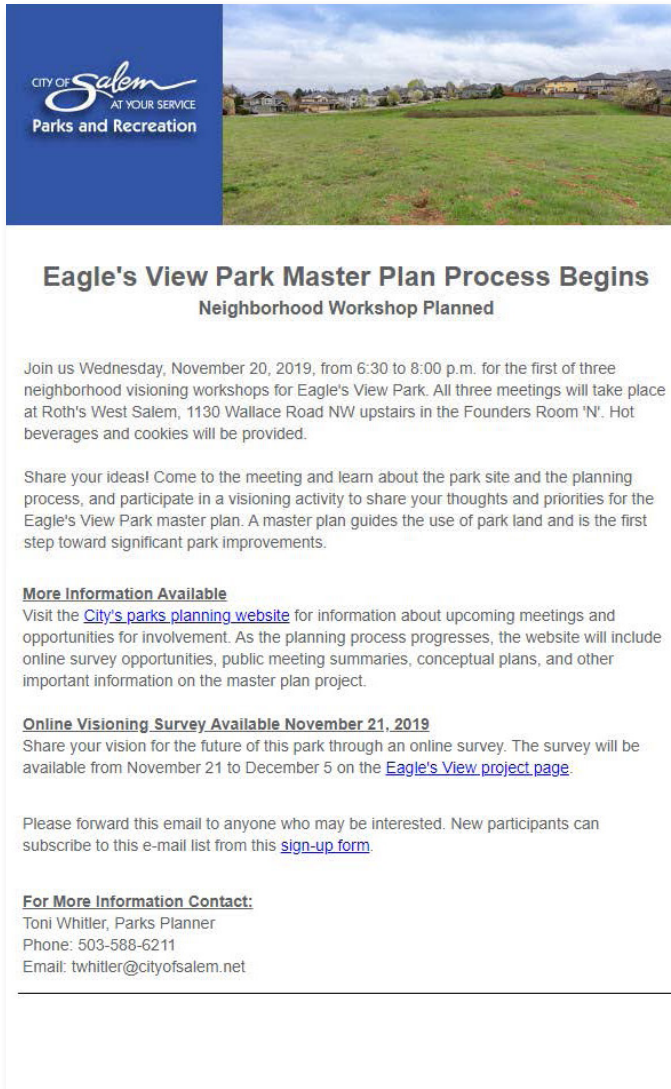 CITY OF Salem
AT YOUR SERVICE
Parks and Recreation
Eagle's View Park Master Plan Process Begins
Neighborhood Workshop Planned
Join us Wednesday, November 20, 2019, from 6:30 to 8:00 p.m. for the first of three
neighborhood visioning workshops for Eagle's View Park. All three meetings will take place
at Roth's West Salem, 1130 Wallace Road NW upstairs in the Founders Room 'N'. Hot
beverages and cookies will be provided.
Share your ideas! Come to the meeting and learn about the park site and the planning
process, and participate in a visioning activity to share your thoughts and priorities for the
Eagle's View Park master plan. A master plan guides the use of park land and is the first
step toward significant park improvements.
More Information Available
Visit the City's parks planning website for information about upcoming meetings and
opportunities for involvement. As the planning process progresses, the website will include
online survey opportunities, public meeting summaries, conceptual plans, and other
important information on the master plan project.
Online Visioning Survey Available November 21, 2019
Share your vision for the future of this park through an online survey. The survey will be
available from November 21 to December 5 on the Eagle's View project page.
Please forward this email to anyone who may be interested. New participants can
subscribe to this e-mail list from this sign-up form.
For More Information Contact:
Toni Whitler, Parks Planner
Phone: 503-588-6211
Email: twhitler@cityofsalem.net